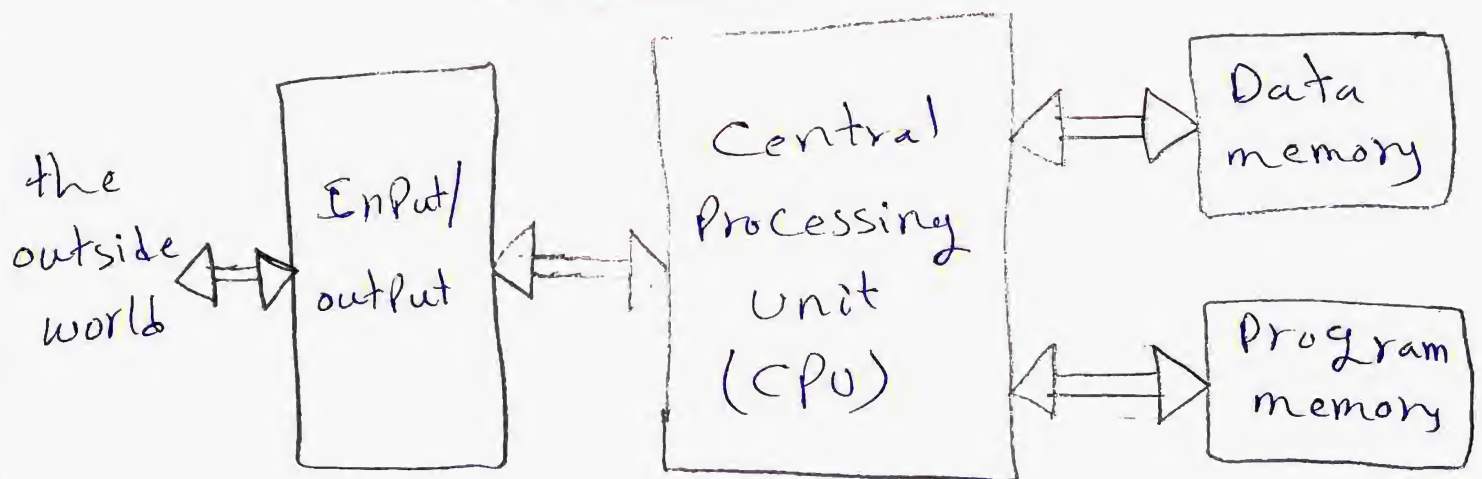 the
outside
world
Input/
output
Central
Processing
unit
(CPU)
Data
memory
Program
memory